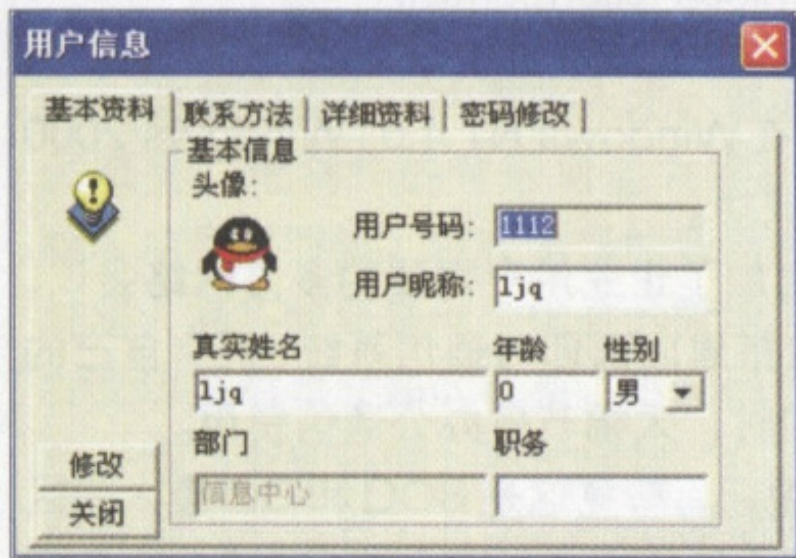 用户信息
基本资料 联系方法 详细资料 密码修改
基本信息
头像:
用户号码: 1112
用户昵称: ljq
真实姓名 年龄 性别
ljq 0 男
部门 职务
信息中心
修改
关闭